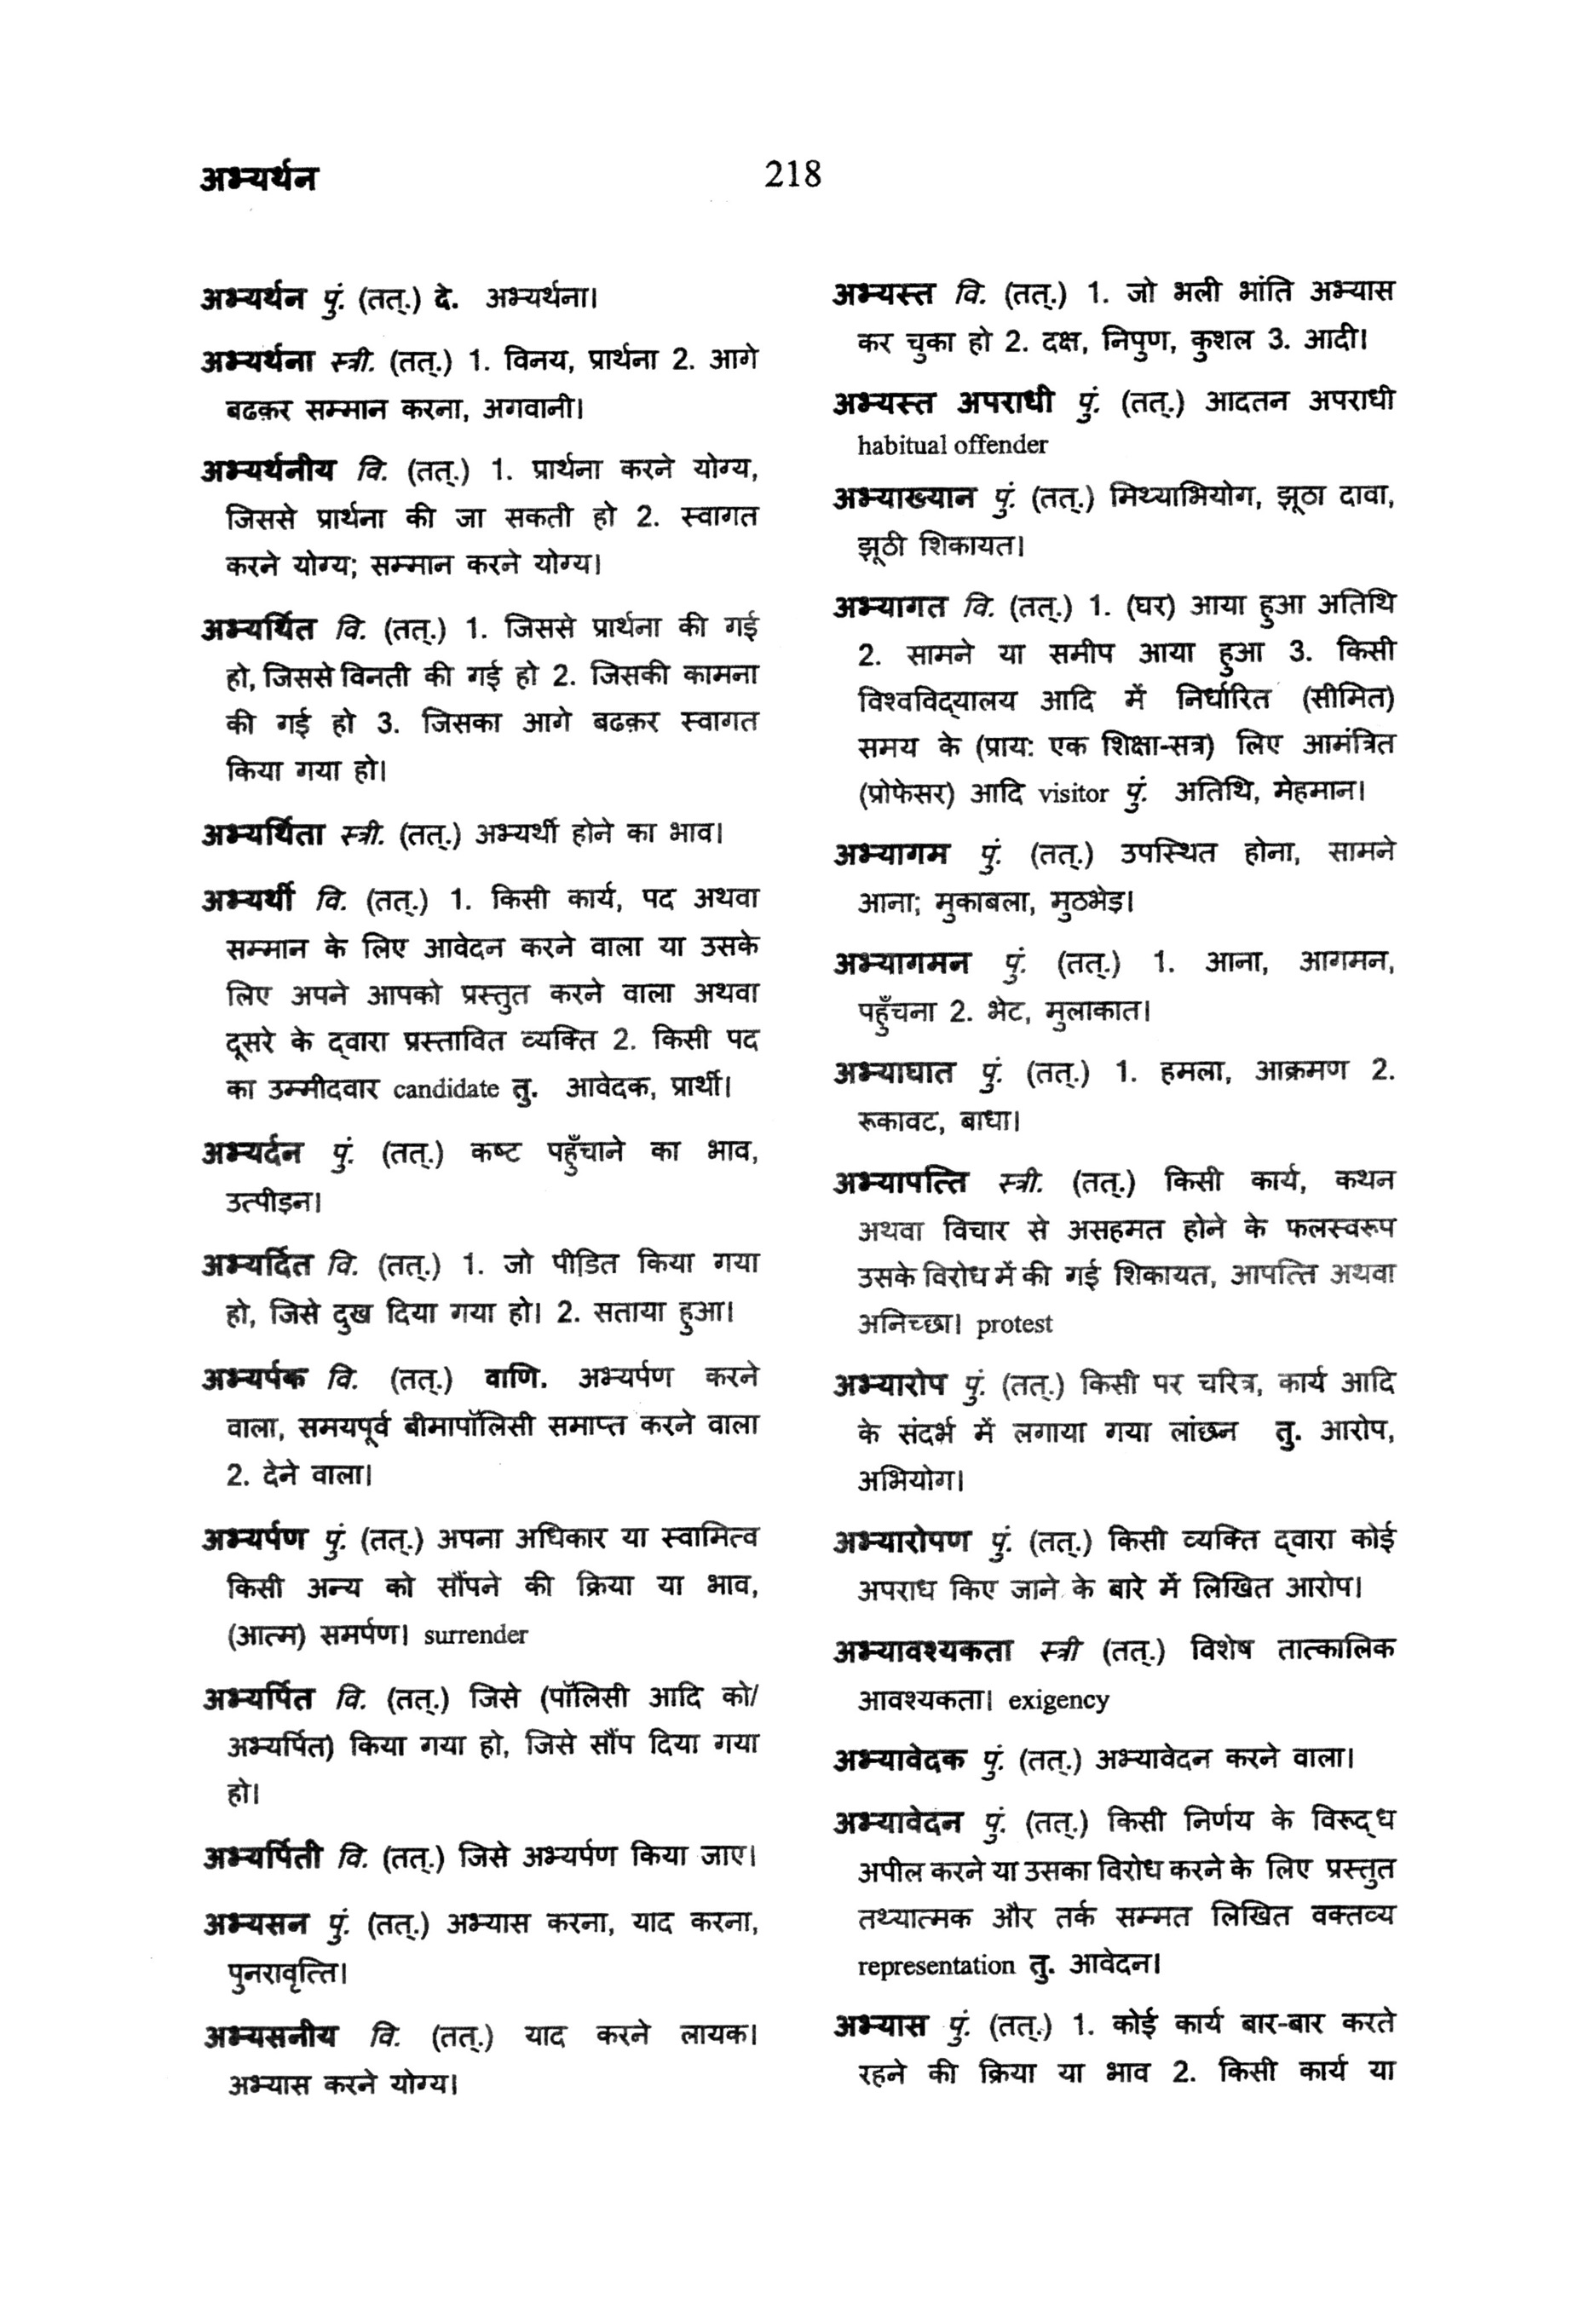 अभ्यर्थन
218
अभ्यर्थन पुं. (तत्.) दे. अभ्यर्थना।
अभ्यर्थना स्त्री. (तत्.) 1. विनय, प्रार्थना 2. आगे
बढक़र सम्मान करना, अगवानी।
अभ्यर्थनीय वि. (तत्.) 1. प्रार्थना करने योग्य,
जिससे प्रार्थना की जा सकती हो 2. स्वागत
करने योग्य; सम्मान करने योग्य।
अभ्यर्थित वि. (तत्.) 1. जिससे प्रार्थना की गई
हो, जिससे विनती की गई हो 2. जिसकी कामना
की गई हो 3. जिसका आगे बढक़र स्वागत
किया गया हो।
अभ्यर्थिता स्त्री. (तत्.) अभ्यर्थी होने का भाव।
अभ्यर्थी वि. (तत्.) 1. किसी कार्य, पद अथवा
सम्मान के लिए आवेदन करने वाला या उसके
लिए अपने आपको प्रस्तुत करने वाला अथवा
दूसरे के द्वारा प्रस्तावित व्यक्ति 2. किसी पद
का उम्मीदवार candidate तु. आवेदक, प्रार्थी।
अभ्यर्दन पुं. (तत्.) कष्ट पहुँचाने का भाव,
उत्पीड़न।
अभ्यर्दित वि. (तत्.) 1. जो पीडि़त किया गया
हो, जिसे दुख दिया गया हो। 2. सताया हुआ।
अभ्यर्पक वि. (तत्.) वाणि. अभ्यर्पण करने
वाला, समयपूर्व बीमापॉलिसी समाप्त करने वाला
2. देने वाला।
अभ्यर्पण पुं. (तत्.) अपना अधिकार या स्वामित्व
किसी अन्य को सौंपने की क्रिया या भाव,
(आत्म) समर्पण। surrender
अभ्यर्पित वि. (तत्.) जिसे (पॉलिसी आदि को/
अभ्यर्पित) किया गया हो, जिसे सौंप दिया गया
हो।
अभ्यर्पिती वि. (तत्.) जिसे अभ्यर्पण किया जाए।
अभ्यसन पुं. (तत्.) अभ्यास करना, याद करना,
पुनरावृत्ति।
अभ्यसनीय वि. (तत्.) याद करने लायक।
अभ्यास करने योग्य।
अभ्यस्त वि. (तत्.) 1. जो भली भांति अभ्यास
कर चुका हो 2. दक्ष, निपुण, कुशल 3. आदी।
अभ्यस्त अपराधी पुं. (तत्.) आदतन अपराधी
habitual offender
अभ्याख्यान पुं. (तत्.) मिथ्याभियोग, झूठा दावा,
झूठी शिकायत।
अभ्यागत वि. (तत्.) 1. (घर) आया हुआ अतिथि
2. सामने या समीप आया हुआ 3. किसी
विश्वविद्यालय आदि में निर्धारित (सीमित)
समय के (प्राय: एक शिक्षा-सत्र) लिए आमंत्रित
(प्रोफेसर) आदि visitor पुं. अतिथि, मेहमान।
अभ्यागम पुं. (तत्.) उपस्थित होना, सामने
आना; मुकाबला, मुठभेड़।
अभ्यागमन पुं. (तत्.) 1. आना, आगमन,
पहुँचना 2. भेट, मुलाकात।
अभ्याघात पुं. (तत्.) 1. हमला, आक्रमण 2.
रूकावट, बाधा।
अभ्यापत्ति स्त्री. (तत्.) किसी कार्य, कथन
अथवा विचार से असहमत होने के फलस्वरूप
उसके विरोध में की गई शिकायत, आपत्ति अथवा
अनिच्छा। protest
अभ्यारोप पुं. (तत्.) किसी पर चरित्र, कार्य आदि
के संदर्भ में लगाया गया लांछन तु. आरोप,
अभियोग।
अभ्यारोपण पुं. (तत्.) किसी व्यक्ति द्वारा कोई
अपराध किए जाने के बारे में लिखित आरोप।
अभ्यावश्यकता स्त्री (तत्.) विशेष तात्कालिक
आवश्यकता। exigency
अभ्यावेदक पुं. (तत्.) अभ्यावेदन करने वाला।
अभ्यावेदन पुं. (तत्.) किसी निर्णय के विरूद्ध
अपील करने या उसका विरोध करने के लिए प्रस्तुत
तथ्यात्मक और तर्क सम्मत लिखित वक्तव्य
representation तु. आवेदन।
अभ्यास पुं. (तत्.) 1. कोई कार्य बार-बार करते
रहने की क्रिया या भाव 2. किसी कार्य या